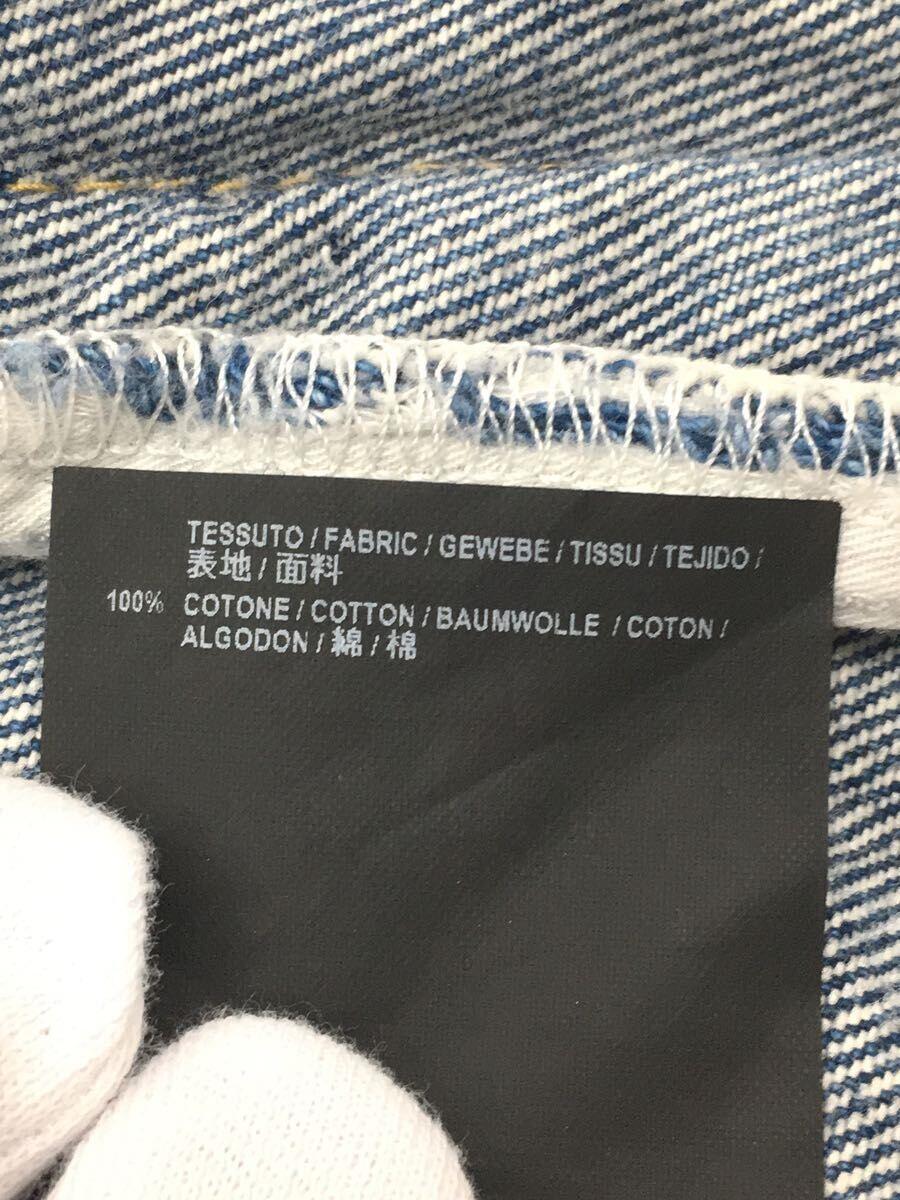 TESSUTO / FABRIC / GEWEBE / TISSU / TEJIDO /
表地 / 面料
100% COTONE / COTTON / BAUMWOLLE / COTON /
ALGODON / 綿 / 棉